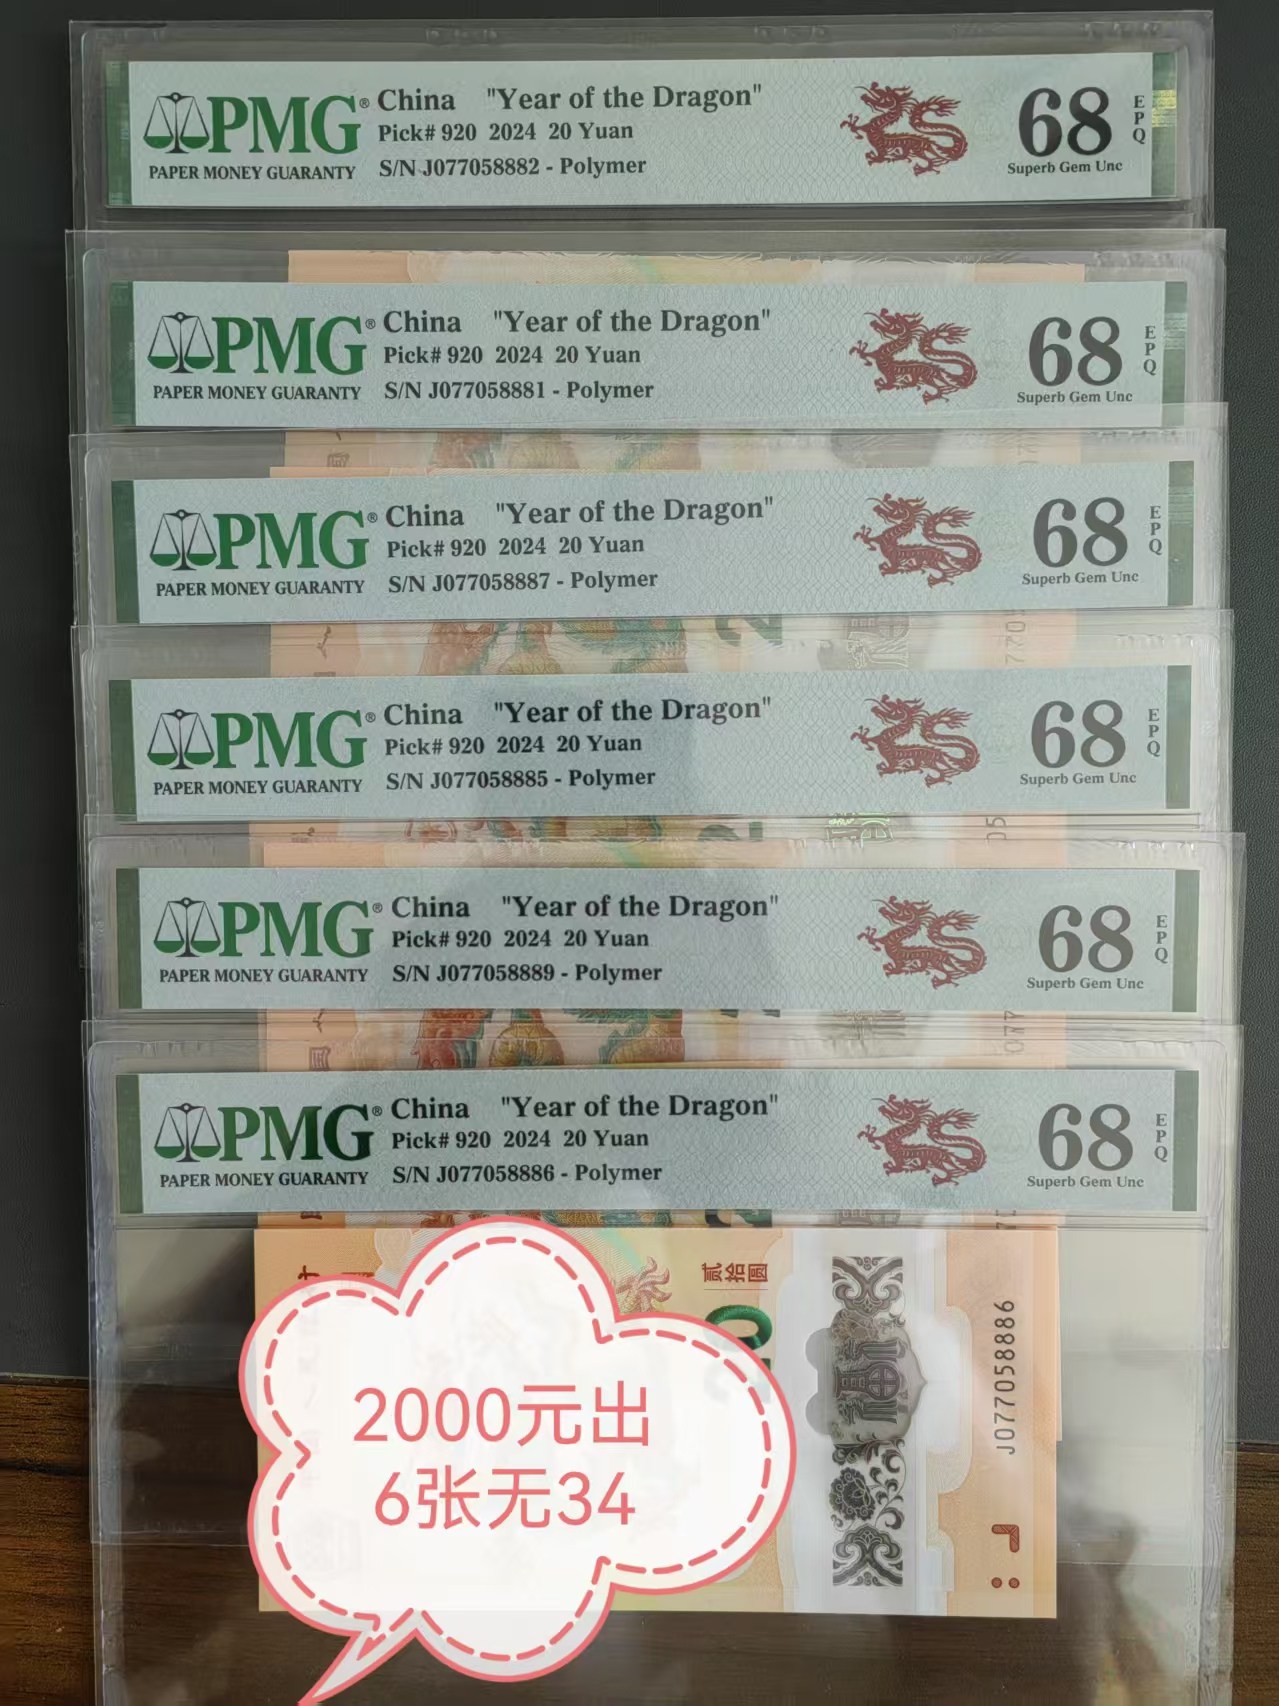 PMG® China "Year of the Dragon" 68 EPQ
Pick# 920 2024 20 Yuan
PAPER MONEY GUARANTY S/N J077058882 - Polymer Superb Gem Unc
PMG® China "Year of the Dragon" 68 EPQ
Pick# 920 2024 20 Yuan
PAPER MONEY GUARANTY S/N J077058881 - Polymer Superb Gem Unc
PMG® China "Year of the Dragon" 68 EPQ
Pick# 920 2024 20 Yuan
PAPER MONEY GUARANTY S/N J077058887 - Polymer Superb Gem Unc
PMG® China "Year of the Dragon" 68 EPQ
Pick# 920 2024 20 Yuan
PAPER MONEY GUARANTY S/N J077058885 - Polymer Superb Gem Unc
PMG® China "Year of the Dragon" 68 EPQ
Pick# 920 2024 20 Yuan
PAPER MONEY GUARANTY S/N J077058889 - Polymer Superb Gem Unc
PMG® China "Year of the Dragon" 68 EPQ
Pick# 920 2024 20 Yuan
PAPER MONEY GUARANTY S/N J077058886 - Polymer Superb Gem Unc
贰拾圆
J077058886
2000元出
6张无34